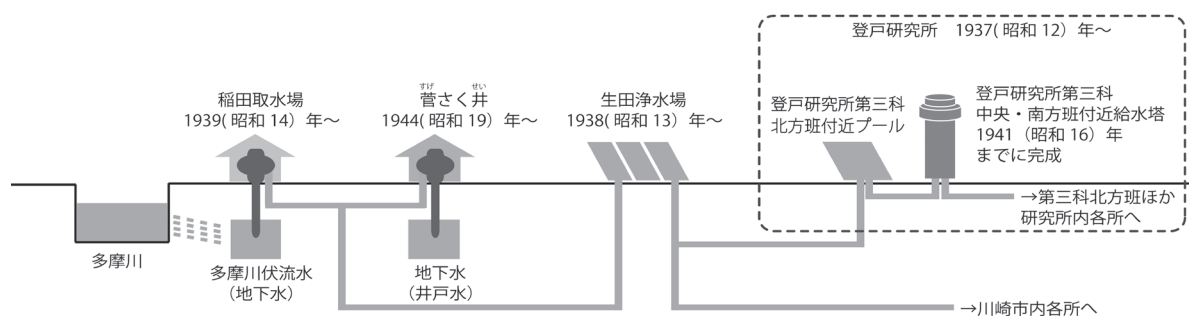 登戸研究所　1937( 昭和 12）年～
稲田取水場
1939( 昭和 14）年～
すげ　せい
菅さく井
1944( 昭和 19）年～
生田浄水場
1938( 昭和 13）年～
登戸研究所第三科
北方班付近プール
登戸研究所第三科
中央・南方班付近給水塔
1941（昭和 16）年
までに完成
→第三科北方班ほか
研究所内各所へ
多摩川
多摩川伏流水
（地下水）
地下水
（井戸水）
→川崎市内各所へ